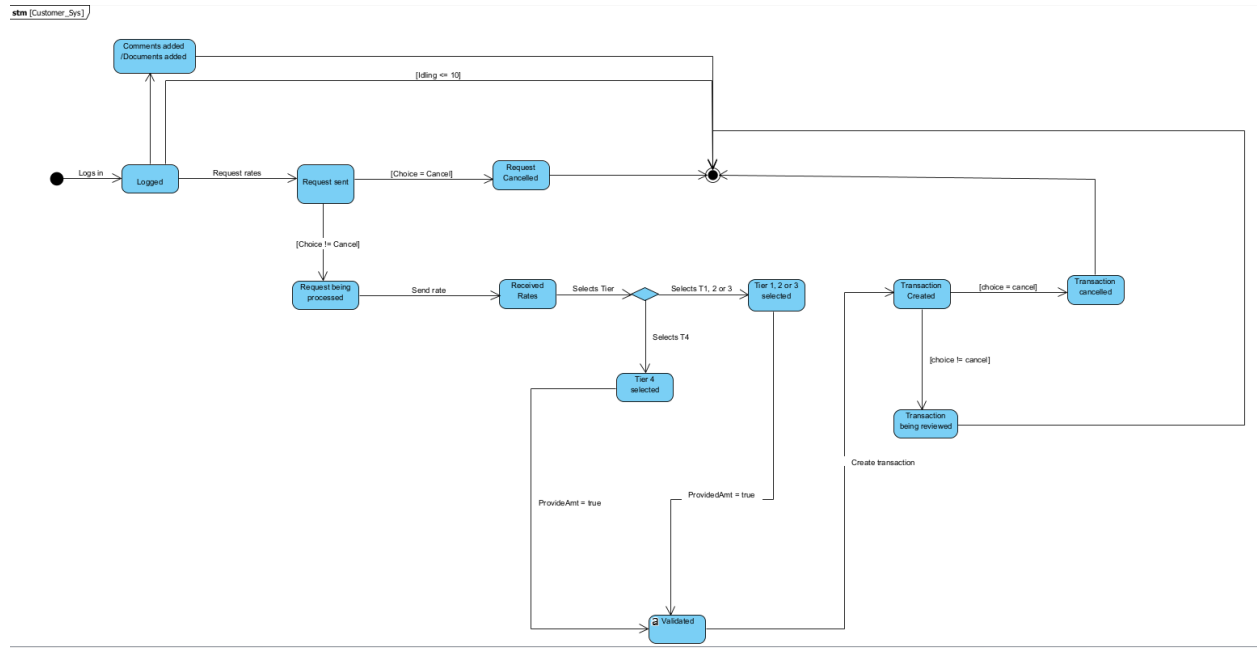 stm [Customer_Sys]
Comments added
/Documents added
[Idling <= 10]
Logs in
Logged
Request rates
Request sent
[Choice = Cancel]
Request
Cancelled
[Choice != Cancel]
Request being
processed
Send rate
Received
Rates
Selects Tier
Selects T1, 2 or 3
Tier 1, 2 or 3
selected
Transaction
Created
[choice = cancel]
Transaction
cancelled
Selects T4
Tier 4
selected
[choice != cancel]
Transaction
being reviewed
Create transaction
ProvideAmt = true
ProvidedAmt = true
a Validated